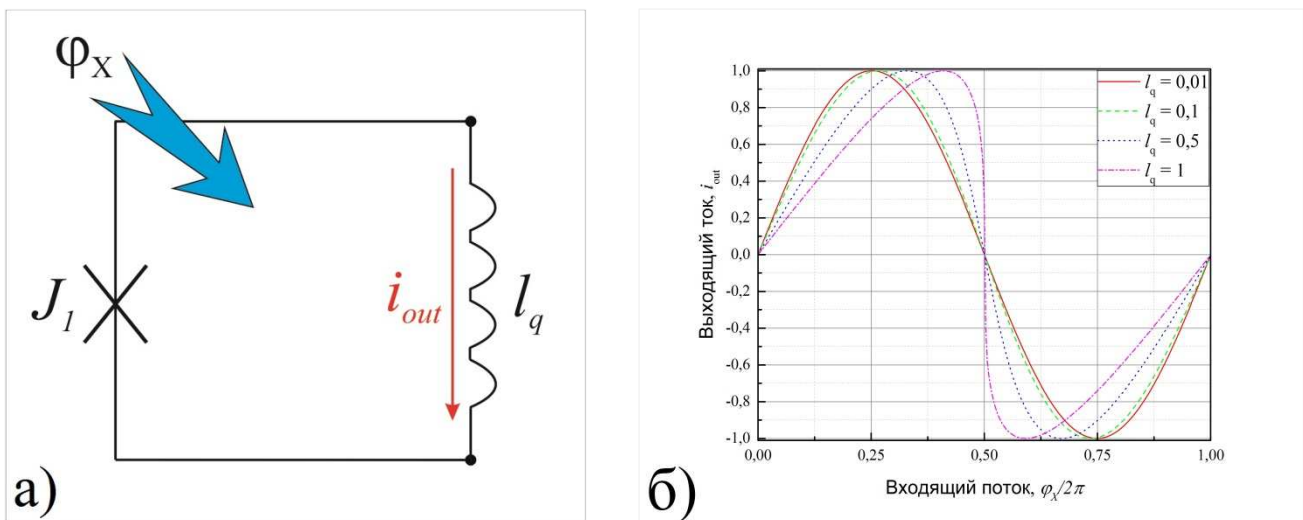 φX
J1
iout
lq
а)
Выходящий ток, iout
1,0
0,8
0,6
0,4
0,2
0,0
-0,2
-0,4
-0,6
-0,8
-1,0
lq = 0,01
lq = 0,1
lq = 0,5
lq = 1
0,00 0,25 0,50 0,75 1,00
Входящий поток, φX/2π
б)